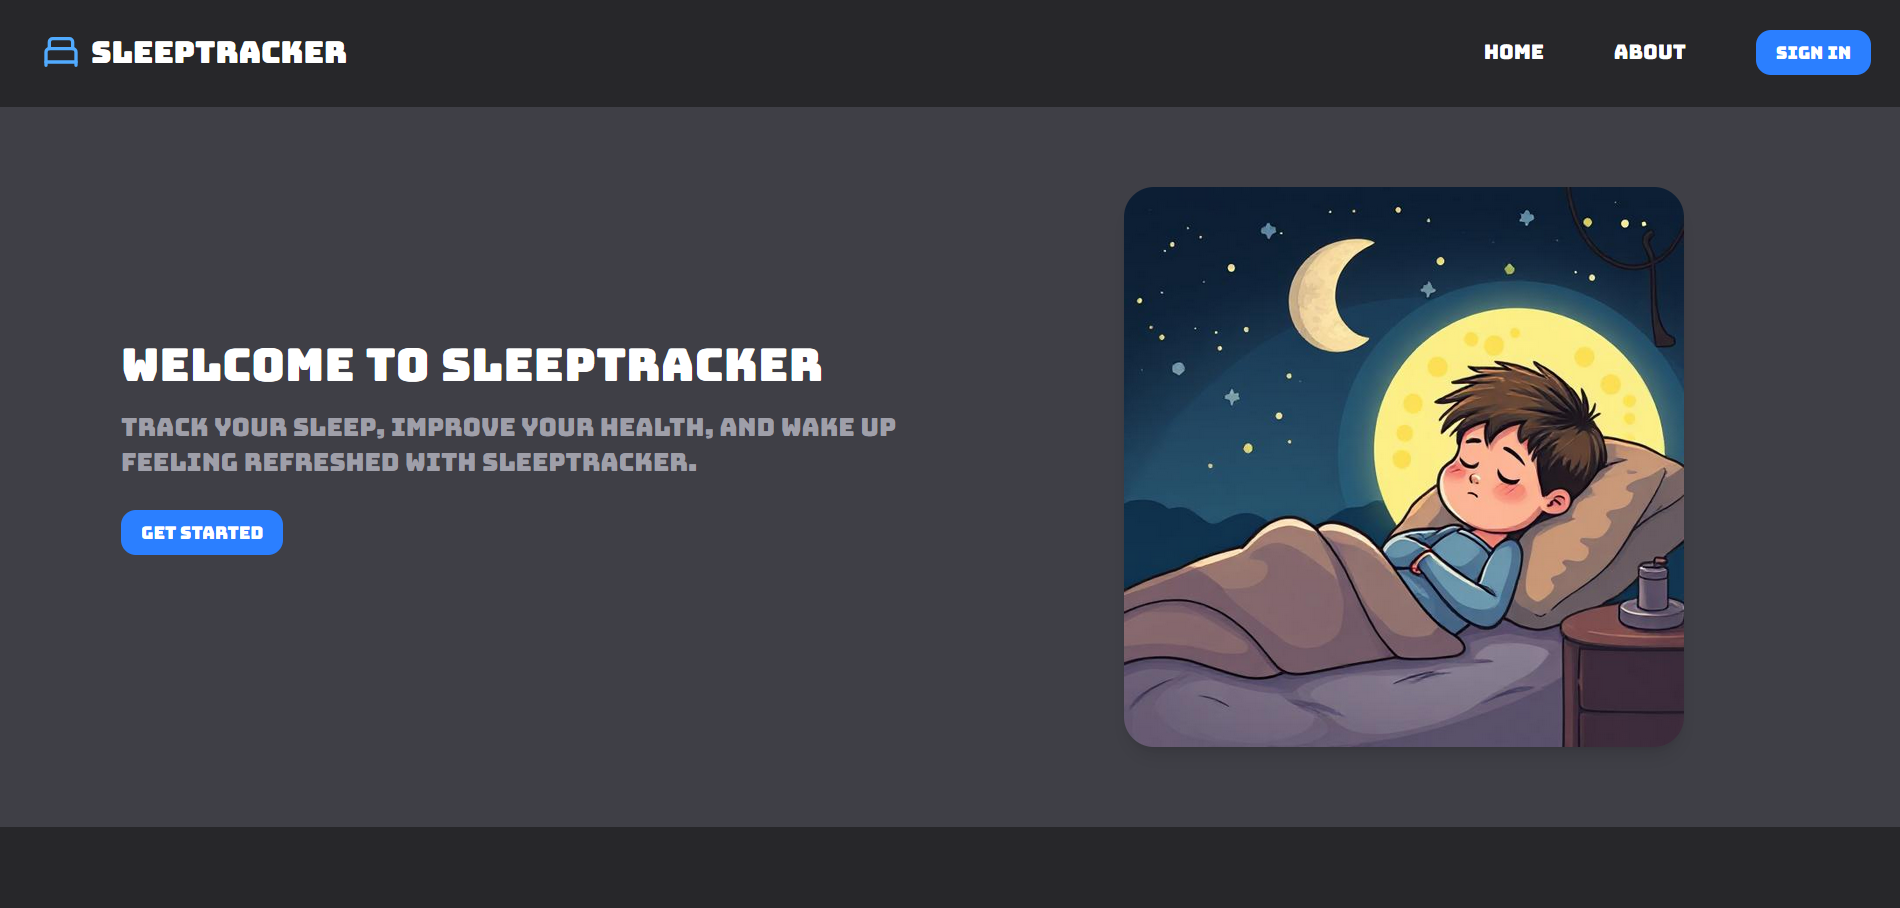 SLEEPTRACKER
HOME
ABOUT
SIGN IN
WELCOME TO SLEEPTRACKER
TRACK YOUR SLEEP, IMPROVE YOUR HEALTH, AND WAKE UP
FEELING REFRESHED WITH SLEEPTRACKER.
GET STARTED